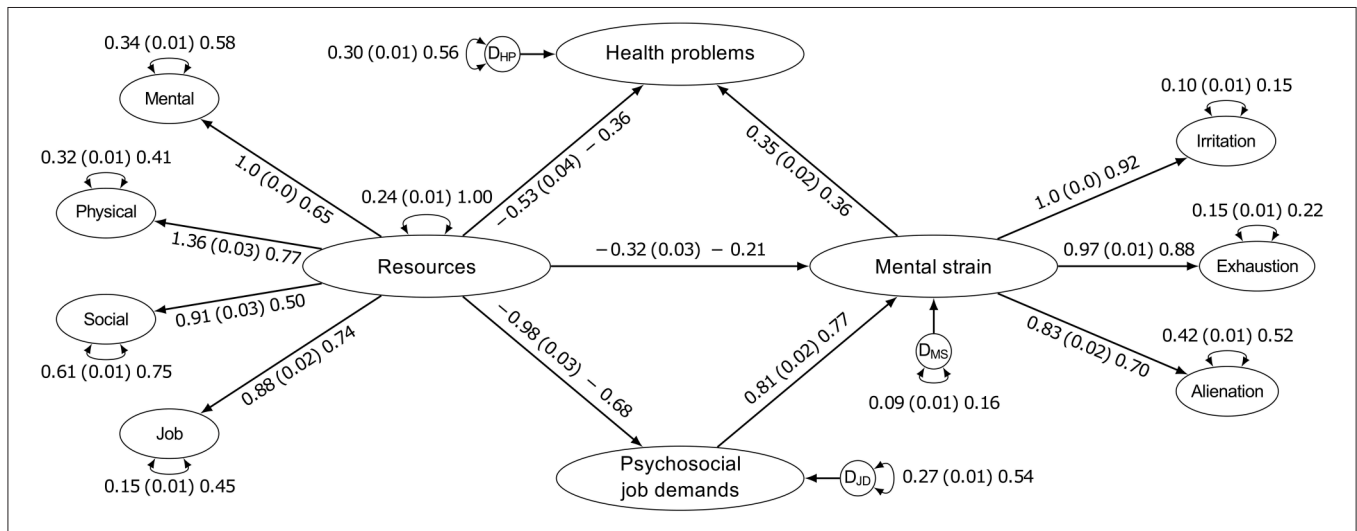 0.34 (0.01) 0.58
Mental
0.30 (0.01) 0.56
D_HP
Health problems
0.10 (0.01) 0.15
Irritation
0.32 (0.01) 0.41
Physical
1.0 (0.0) 0.65
0.24 (0.01) 1.00
−0.53 (0.04) − 0.36
0.35 (0.02) 0.36
1.0 (0.0) 0.92
0.15 (0.01) 0.22
1.36 (0.03) 0.77
Resources
−0.32 (0.03) − 0.21
Mental strain
0.97 (0.01) 0.88
Exhaustion
Social
0.91 (0.03) 0.50
0.61 (0.01) 0.75
0.88 (0.02) 0.74
−0.98 (0.03) − 0.68
0.81 (0.02) 0.77
D_MS
0.09 (0.01) 0.16
0.83 (0.02) 0.70
0.42 (0.01) 0.52
Alienation
Job
0.15 (0.01) 0.45
Psychosocial
job demands
D_JD
0.27 (0.01) 0.54